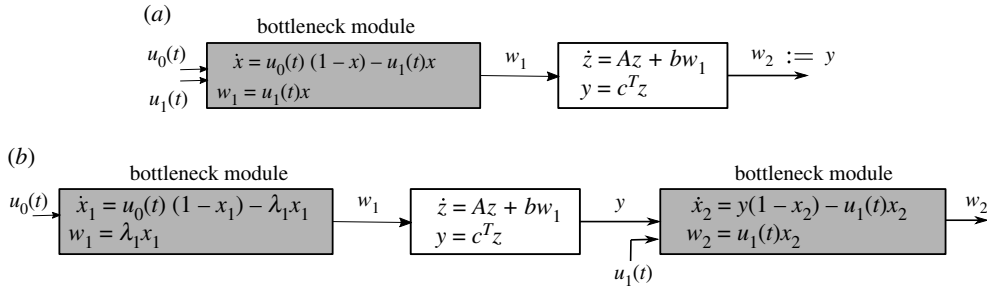 (a)
bottleneck module
u₀(t)
u₁(t)
ẋ = u₀(t) (1 – x) – u₁(t)x
w₁ = u₁(t)x
w₁
ż = Az + bw₁
y = cᵀz
w₂ := y
(b)
bottleneck module
u₀(t)
ẋ₁ = u₀(t) (1 – x₁) – λ₁x₁
w₁ = λ₁x₁
w₁
ż = Az + bw₁
y = cᵀz
y
u₁(t)
bottleneck module
ẋ₂ = y(1 – x₂) – u₁(t)x₂
w₂ = u₁(t)x₂
w₂